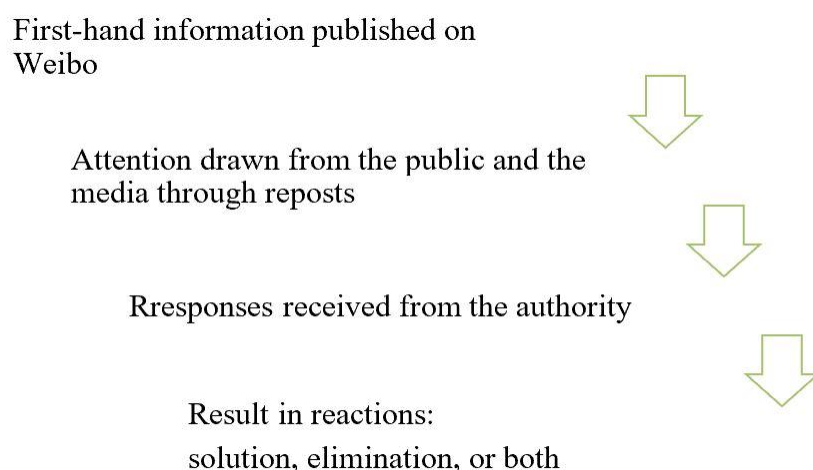 First-hand information published on
Weibo
Attention drawn from the public and the
media through reposts
Rresponses received from the authority
Result in reactions:
solution, elimination, or both